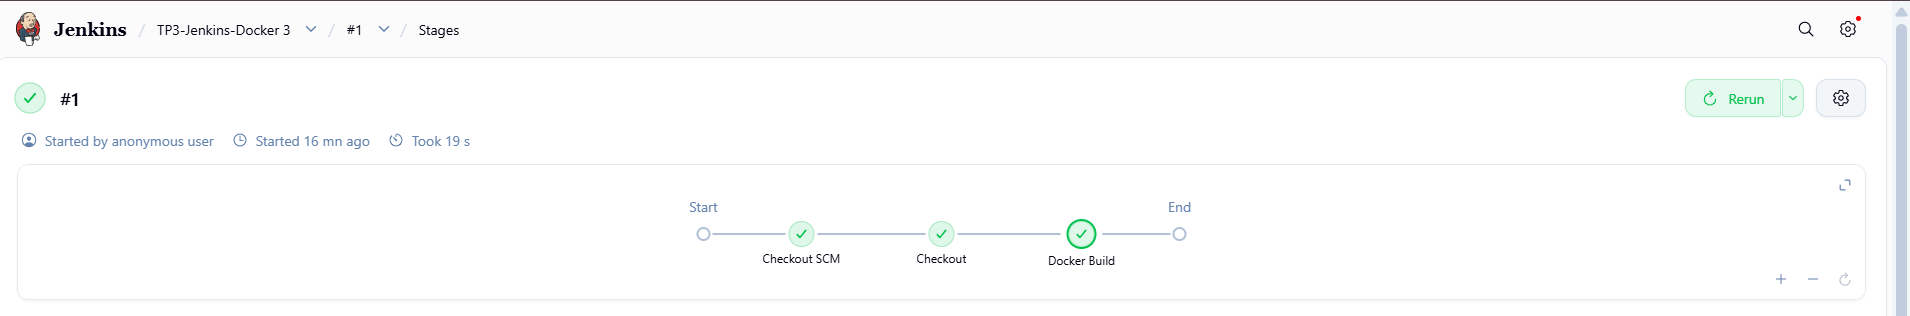 Jenkins / TP3-Jenkins-Docker 3 / #1 / Stages
#1
Rerun
Started by anonymous user Started 16 mn ago Took 19 s
Start End
Checkout SCM Checkout Docker Build